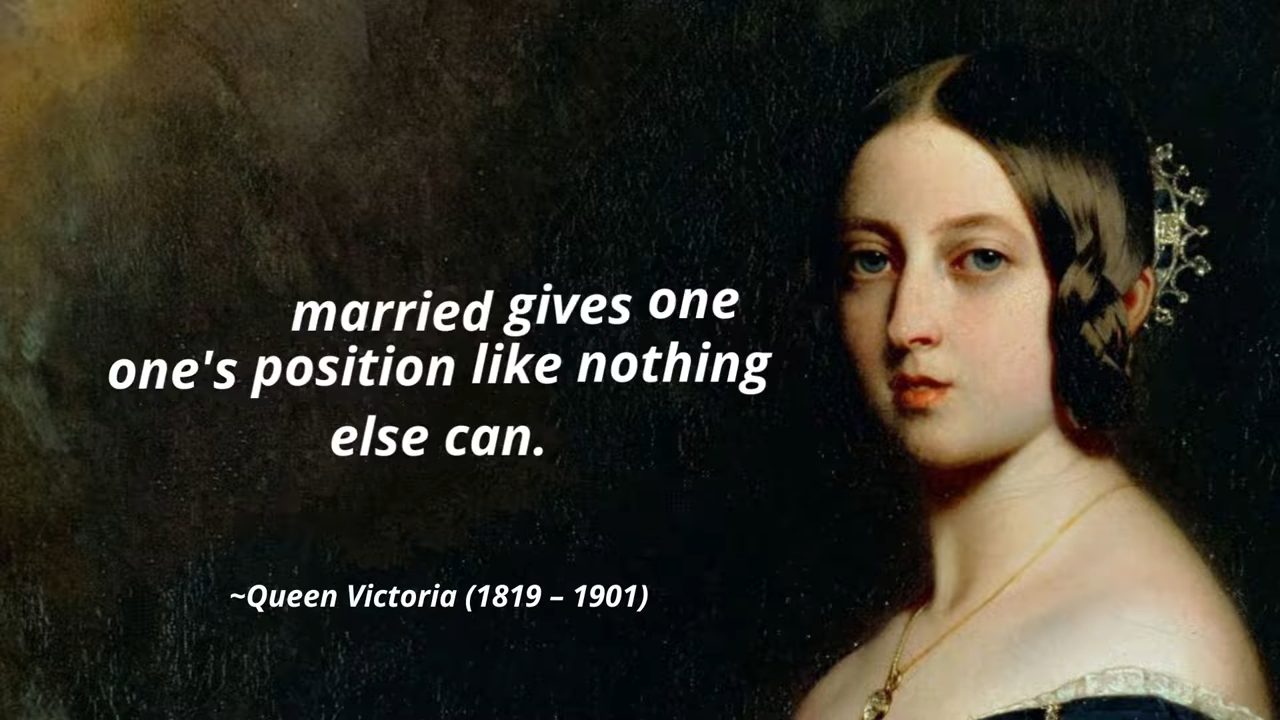 married gives one
one's position like nothing
else can.
~Queen Victoria (1819 – 1901)